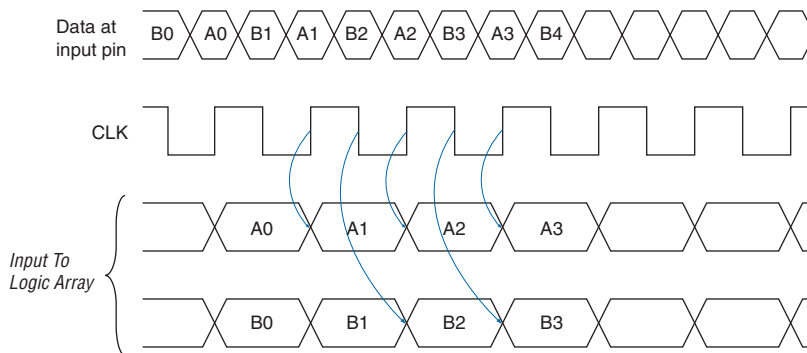 Data at
input pin
B0 A0 B1 A1 B2 A2 B3 A3 B4
CLK
A0 A1 A2 A3
Input To
Logic Array
B0 B1 B2 B3